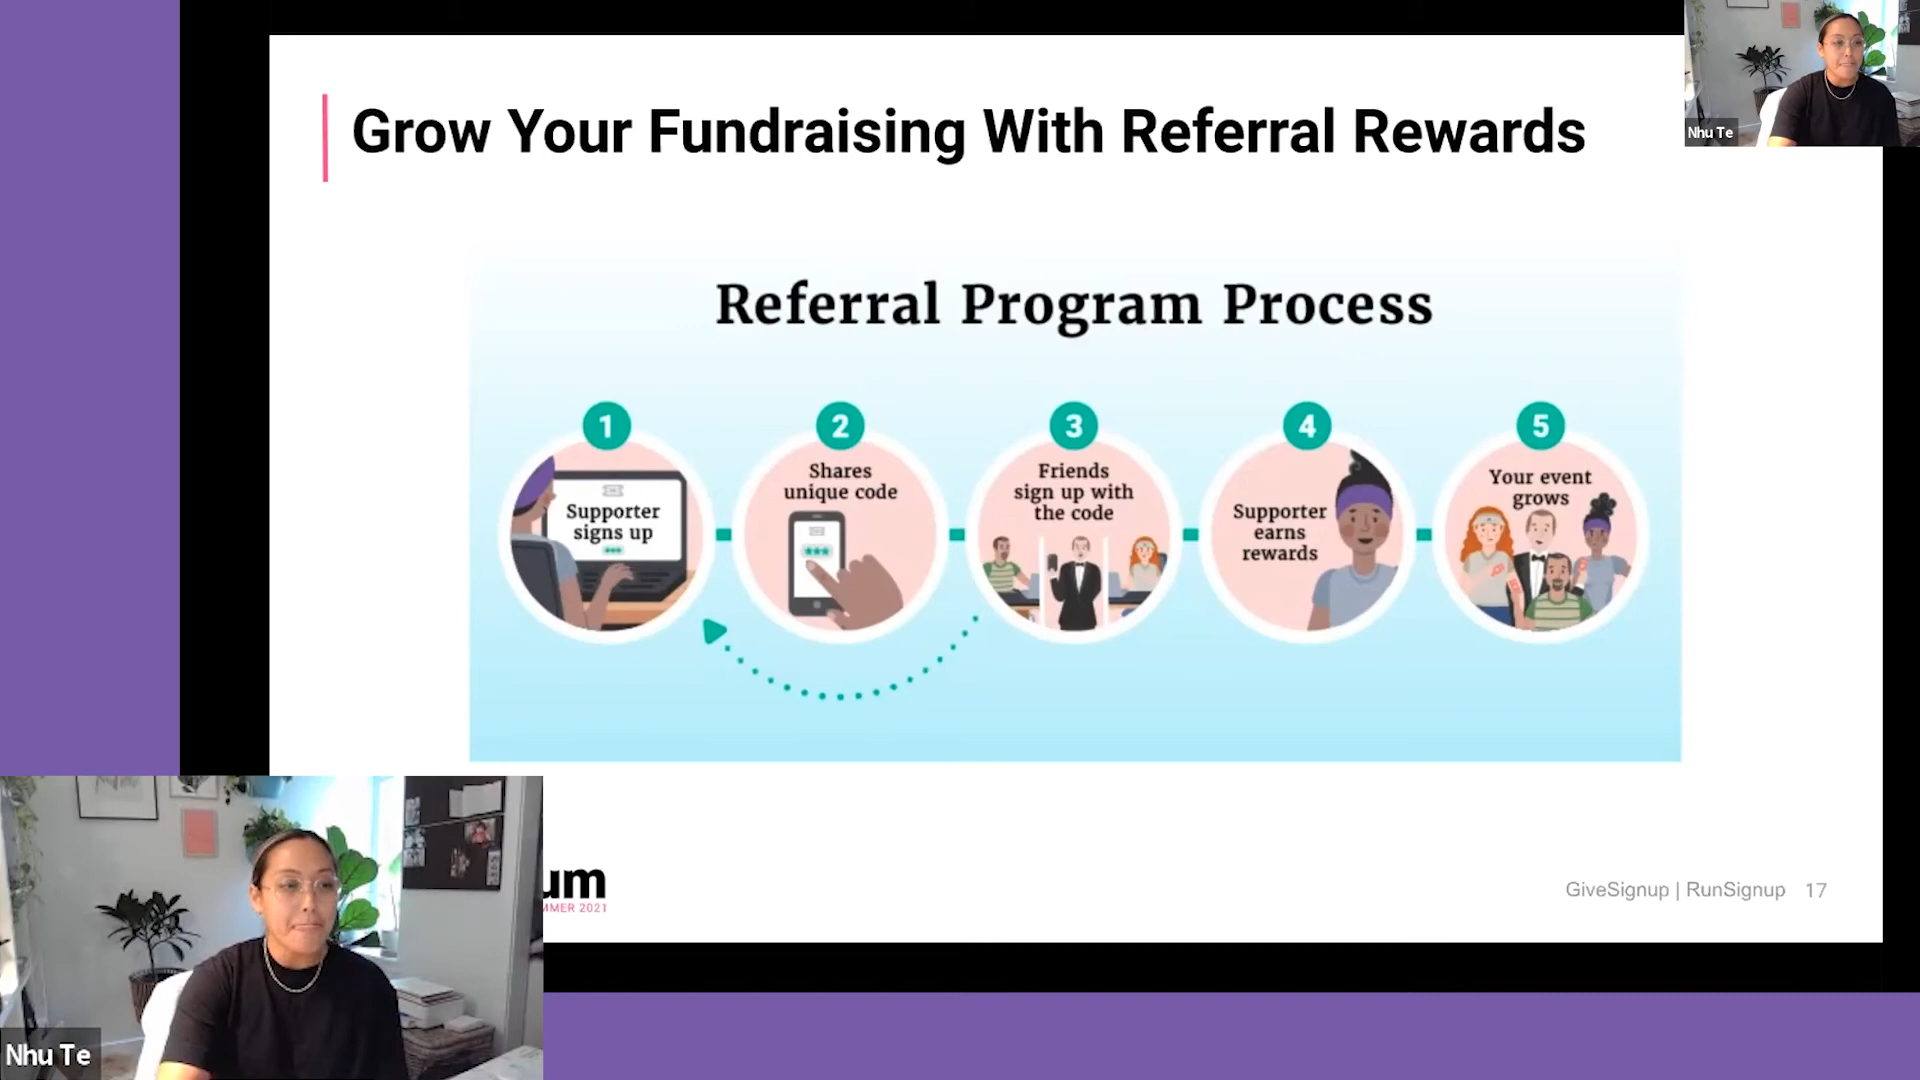 Grow Your Fundraising With Referral Rewards
Nhu Te
Referral Program Process
1
2
3
4
5
Supporter
signs up
Shares
unique code
Friends
sign up with
the code
Supporter
earns
rewards
Your event
grows
um
MMER 2021
GiveSignup | RunSignup 17
Nhu Te